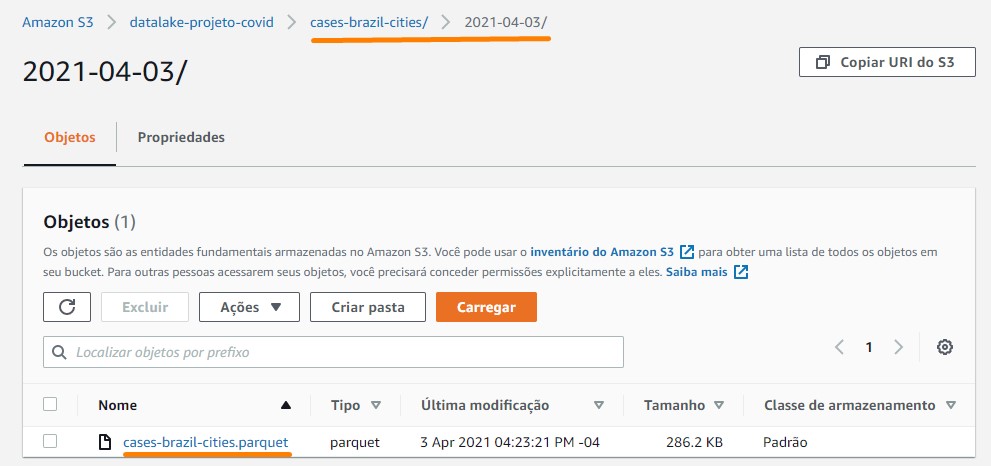 Amazon S3 > datalake-projeto-covid > cases-brazil-cities/ > 2021-04-03/
2021-04-03/
Copiar URI do S3
Objetos Propriedades
Objetos (1)
Os objetos são as entidades fundamentais armazenadas no Amazon S3. Você pode usar o inventário do Amazon S3 para obter uma lista de todos os objetos em
seu bucket. Para outras pessoas acessarem seus objetos, você precisará conceder permissões explicitamente a eles. Saiba mais
Excluir Ações Criar pasta Carregar
Localizar objetos por prefixo
< 1 >
Nome Tipo Última modificação Tamanho Classe de armazenamento
cases-brazil-cities.parquet parquet 3 Apr 2021 04:23:21 PM -04 286.2 KB Padrão